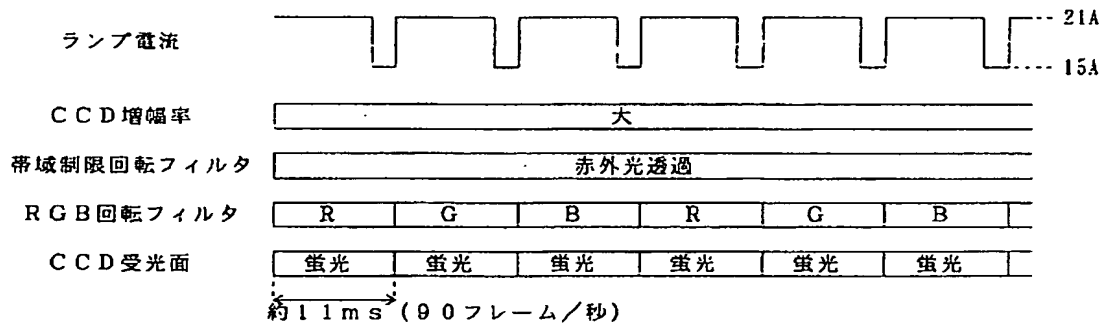 ランプ電流
21A
15A
CCD増幅率 大
帯域制限回転フィルタ 赤外光透過
RGB回転フィルタ R G B R G B
CCD受光面 蛍光 蛍光 蛍光 蛍光 蛍光 蛍光
約11ms(90フレーム/秒)